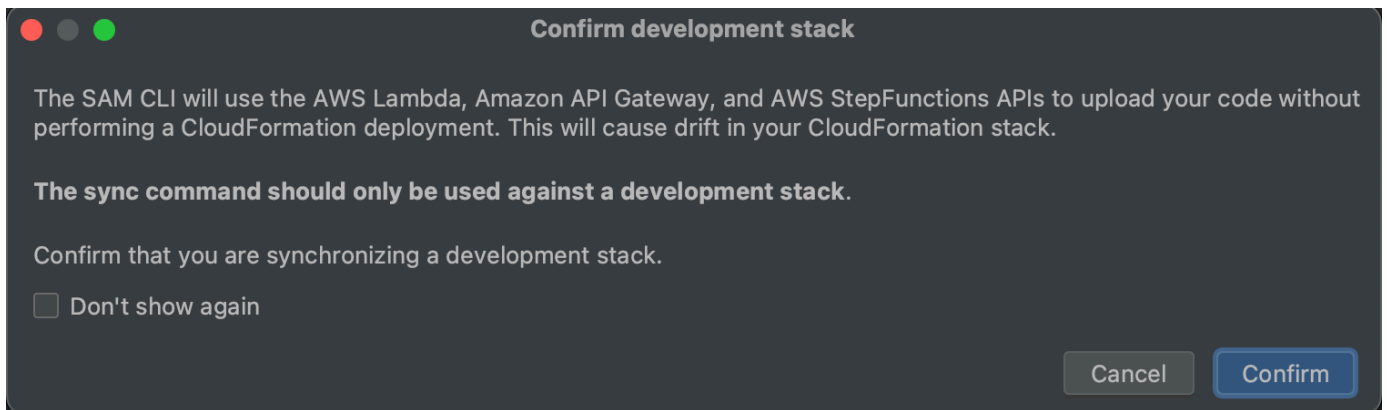 Confirm development stack
The SAM CLI will use the AWS Lambda, Amazon API Gateway, and AWS StepFunctions APIs to upload your code without
performing a CloudFormation deployment. This will cause drift in your CloudFormation stack.
The sync command should only be used against a development stack.
Confirm that you are synchronizing a development stack.
Don't show again
Cancel
Confirm